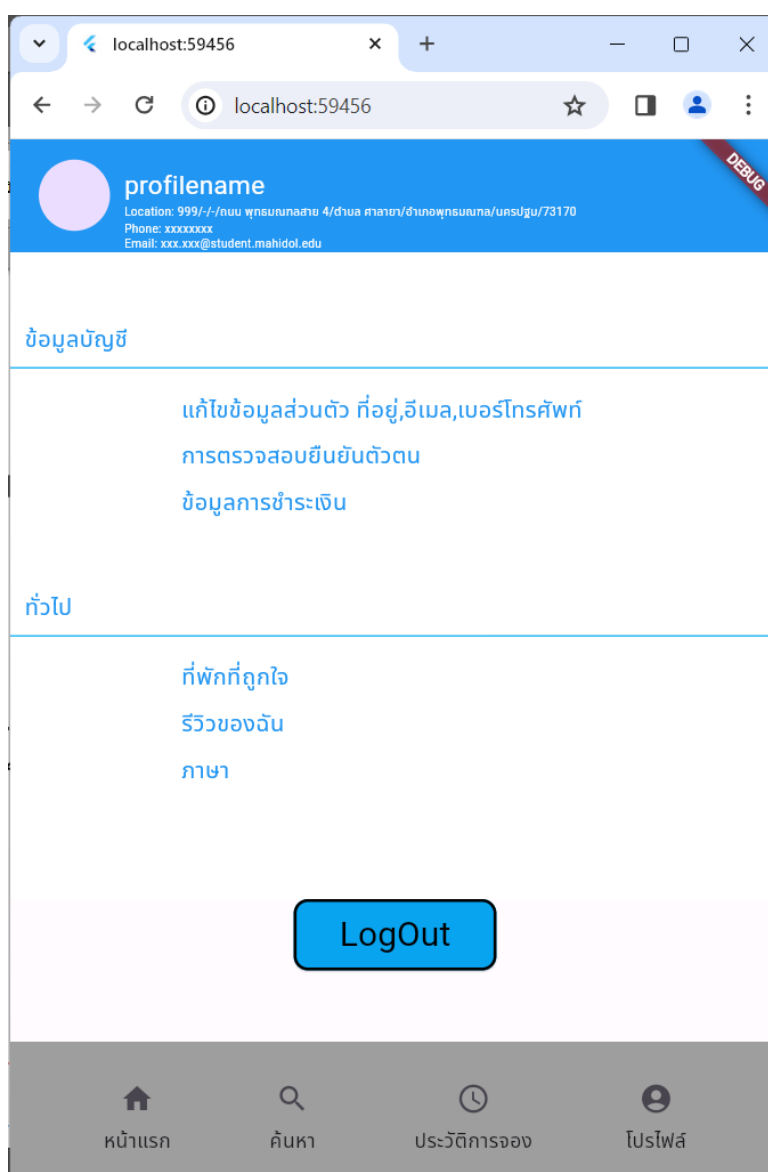 localhost:59456
localhost:59456
DEBUG
profilename
Location: 999/-/-/ถนน พุทธมณฑลสาย 4/ตำบล ศาลายา/อำเภอพุทธมณฑล/นครปฐม/73170
Phone: xxxxxxxx
Email: xxx.xxx@student.mahidol.edu
ข้อมูลบัญชี
แก้ไขข้อมูลส่วนตัว ที่อยู่,อีเมล,เบอร์โทรศัพท์
การตรวจสอบยืนยันตัวตน
ข้อมูลการชำระเงิน
ทั่วไป
ที่พักที่ถูกใจ
รีวิวของฉัน
ภาษา
LogOut
หน้าแรก ค้นหา ประวัติการจอง โปรไฟล์